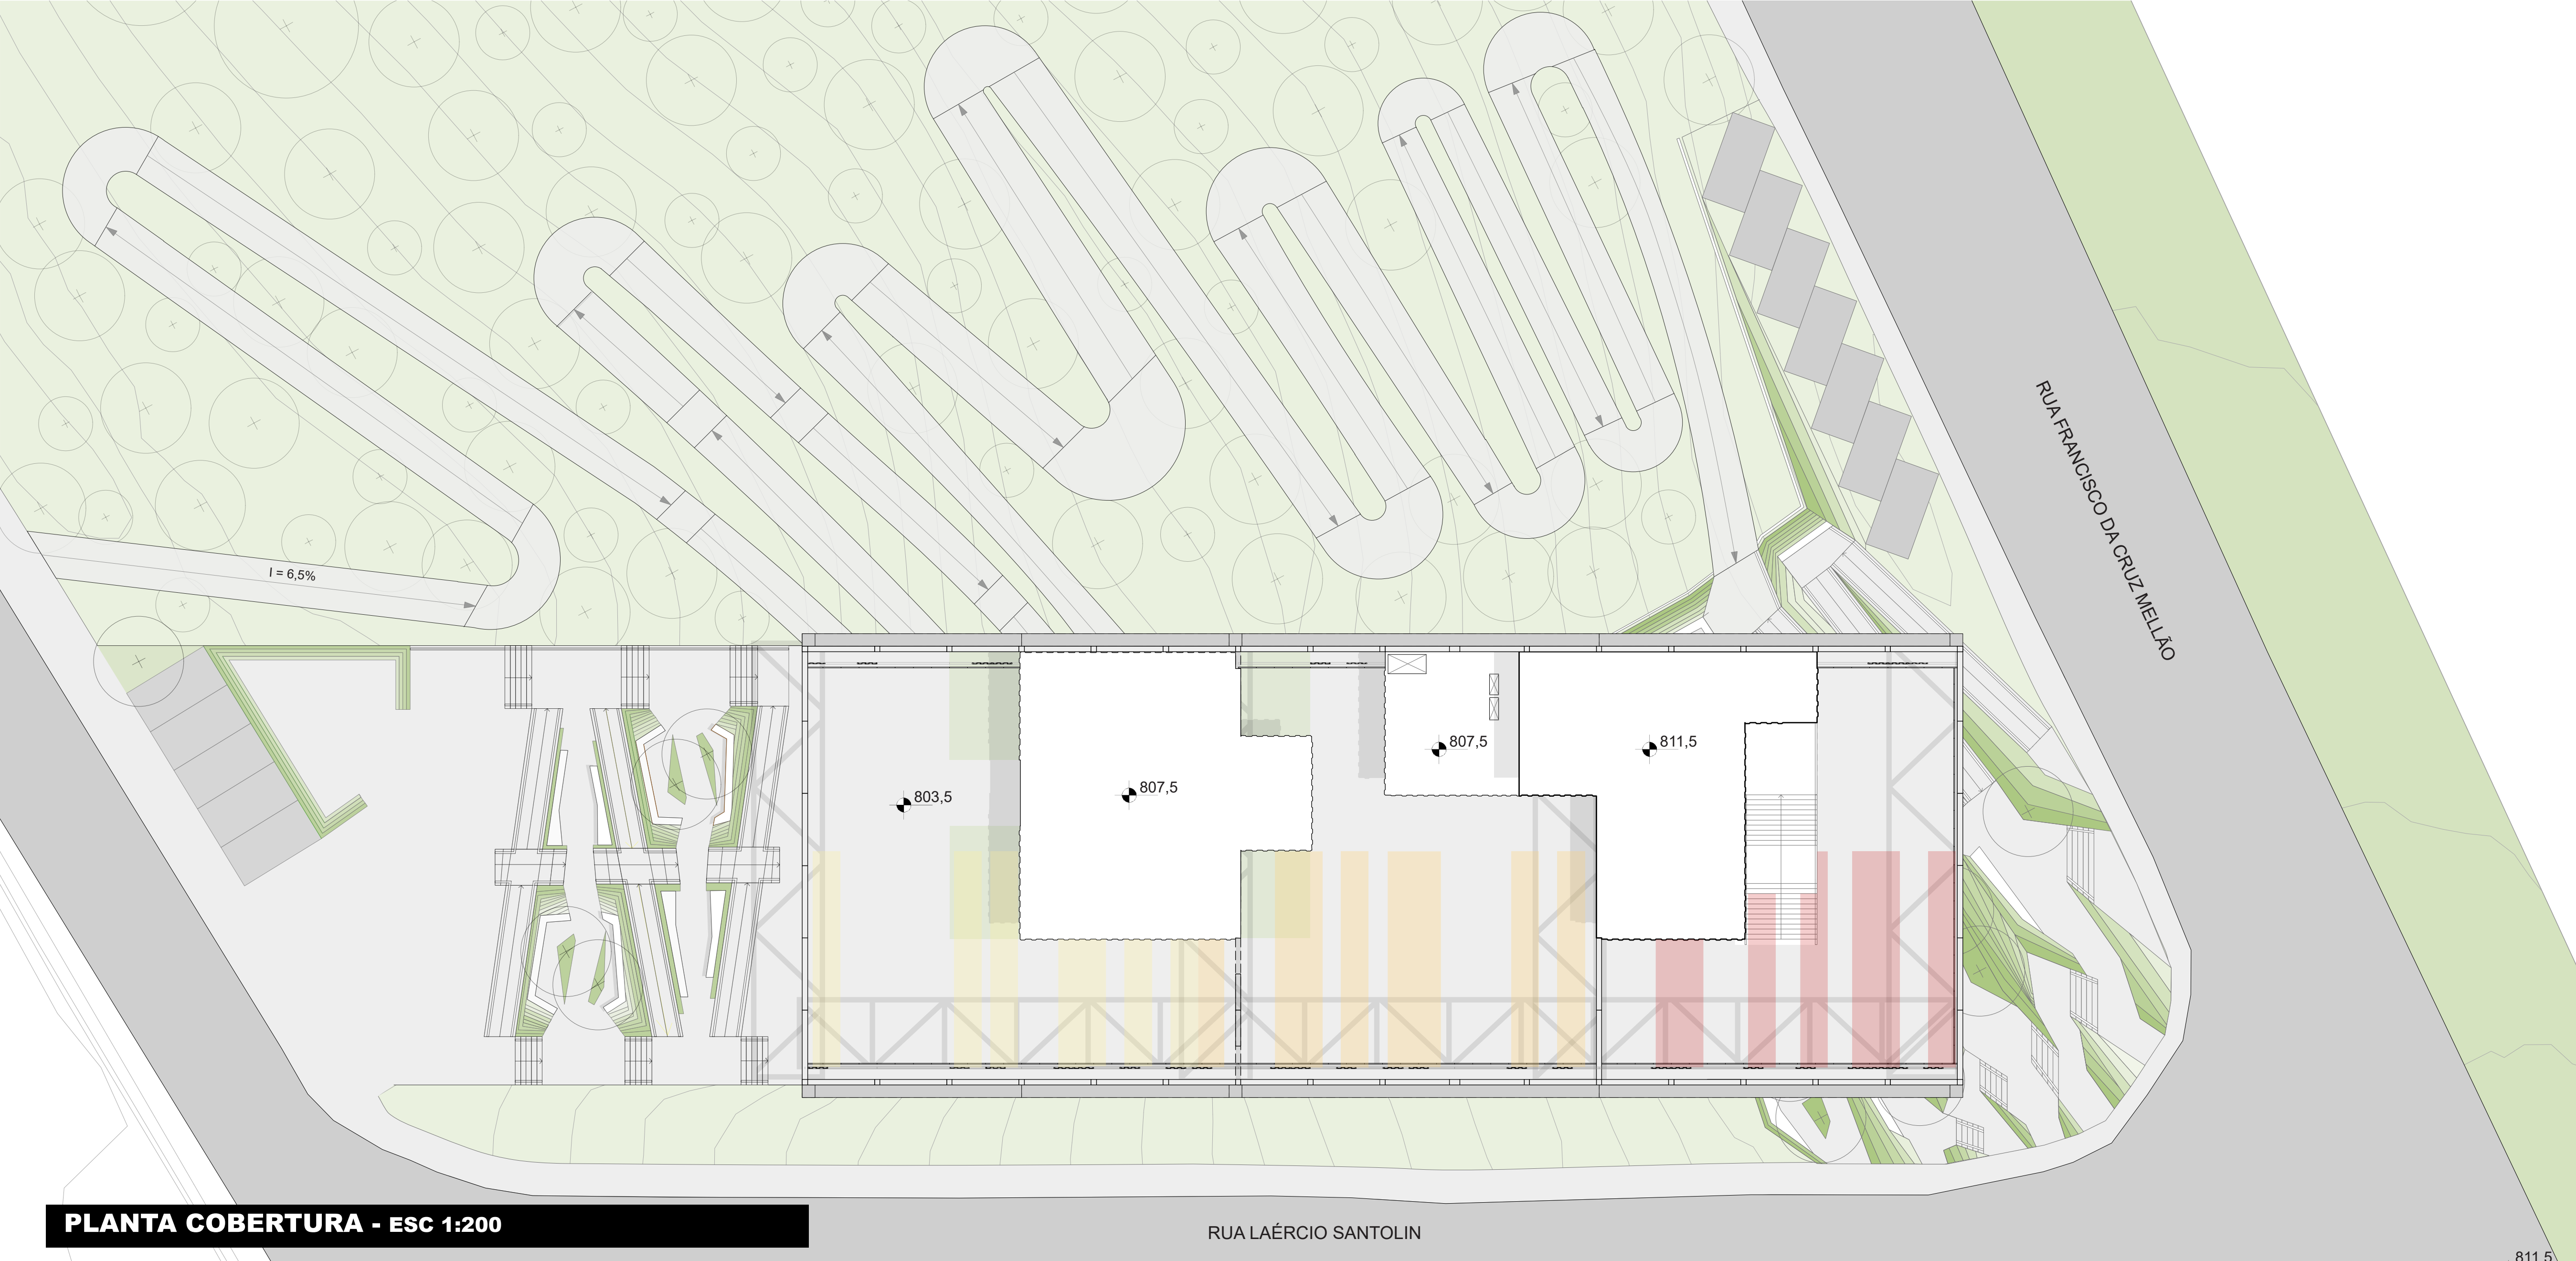 RUA FRANCISCO DA CRUZ MELLÃO
I = 6,5%
807,5
811,5
807,5
803,5
PLANTA COBERTURA - ESC 1:200
RUA LAÉRCIO SANTOLIN
811,5